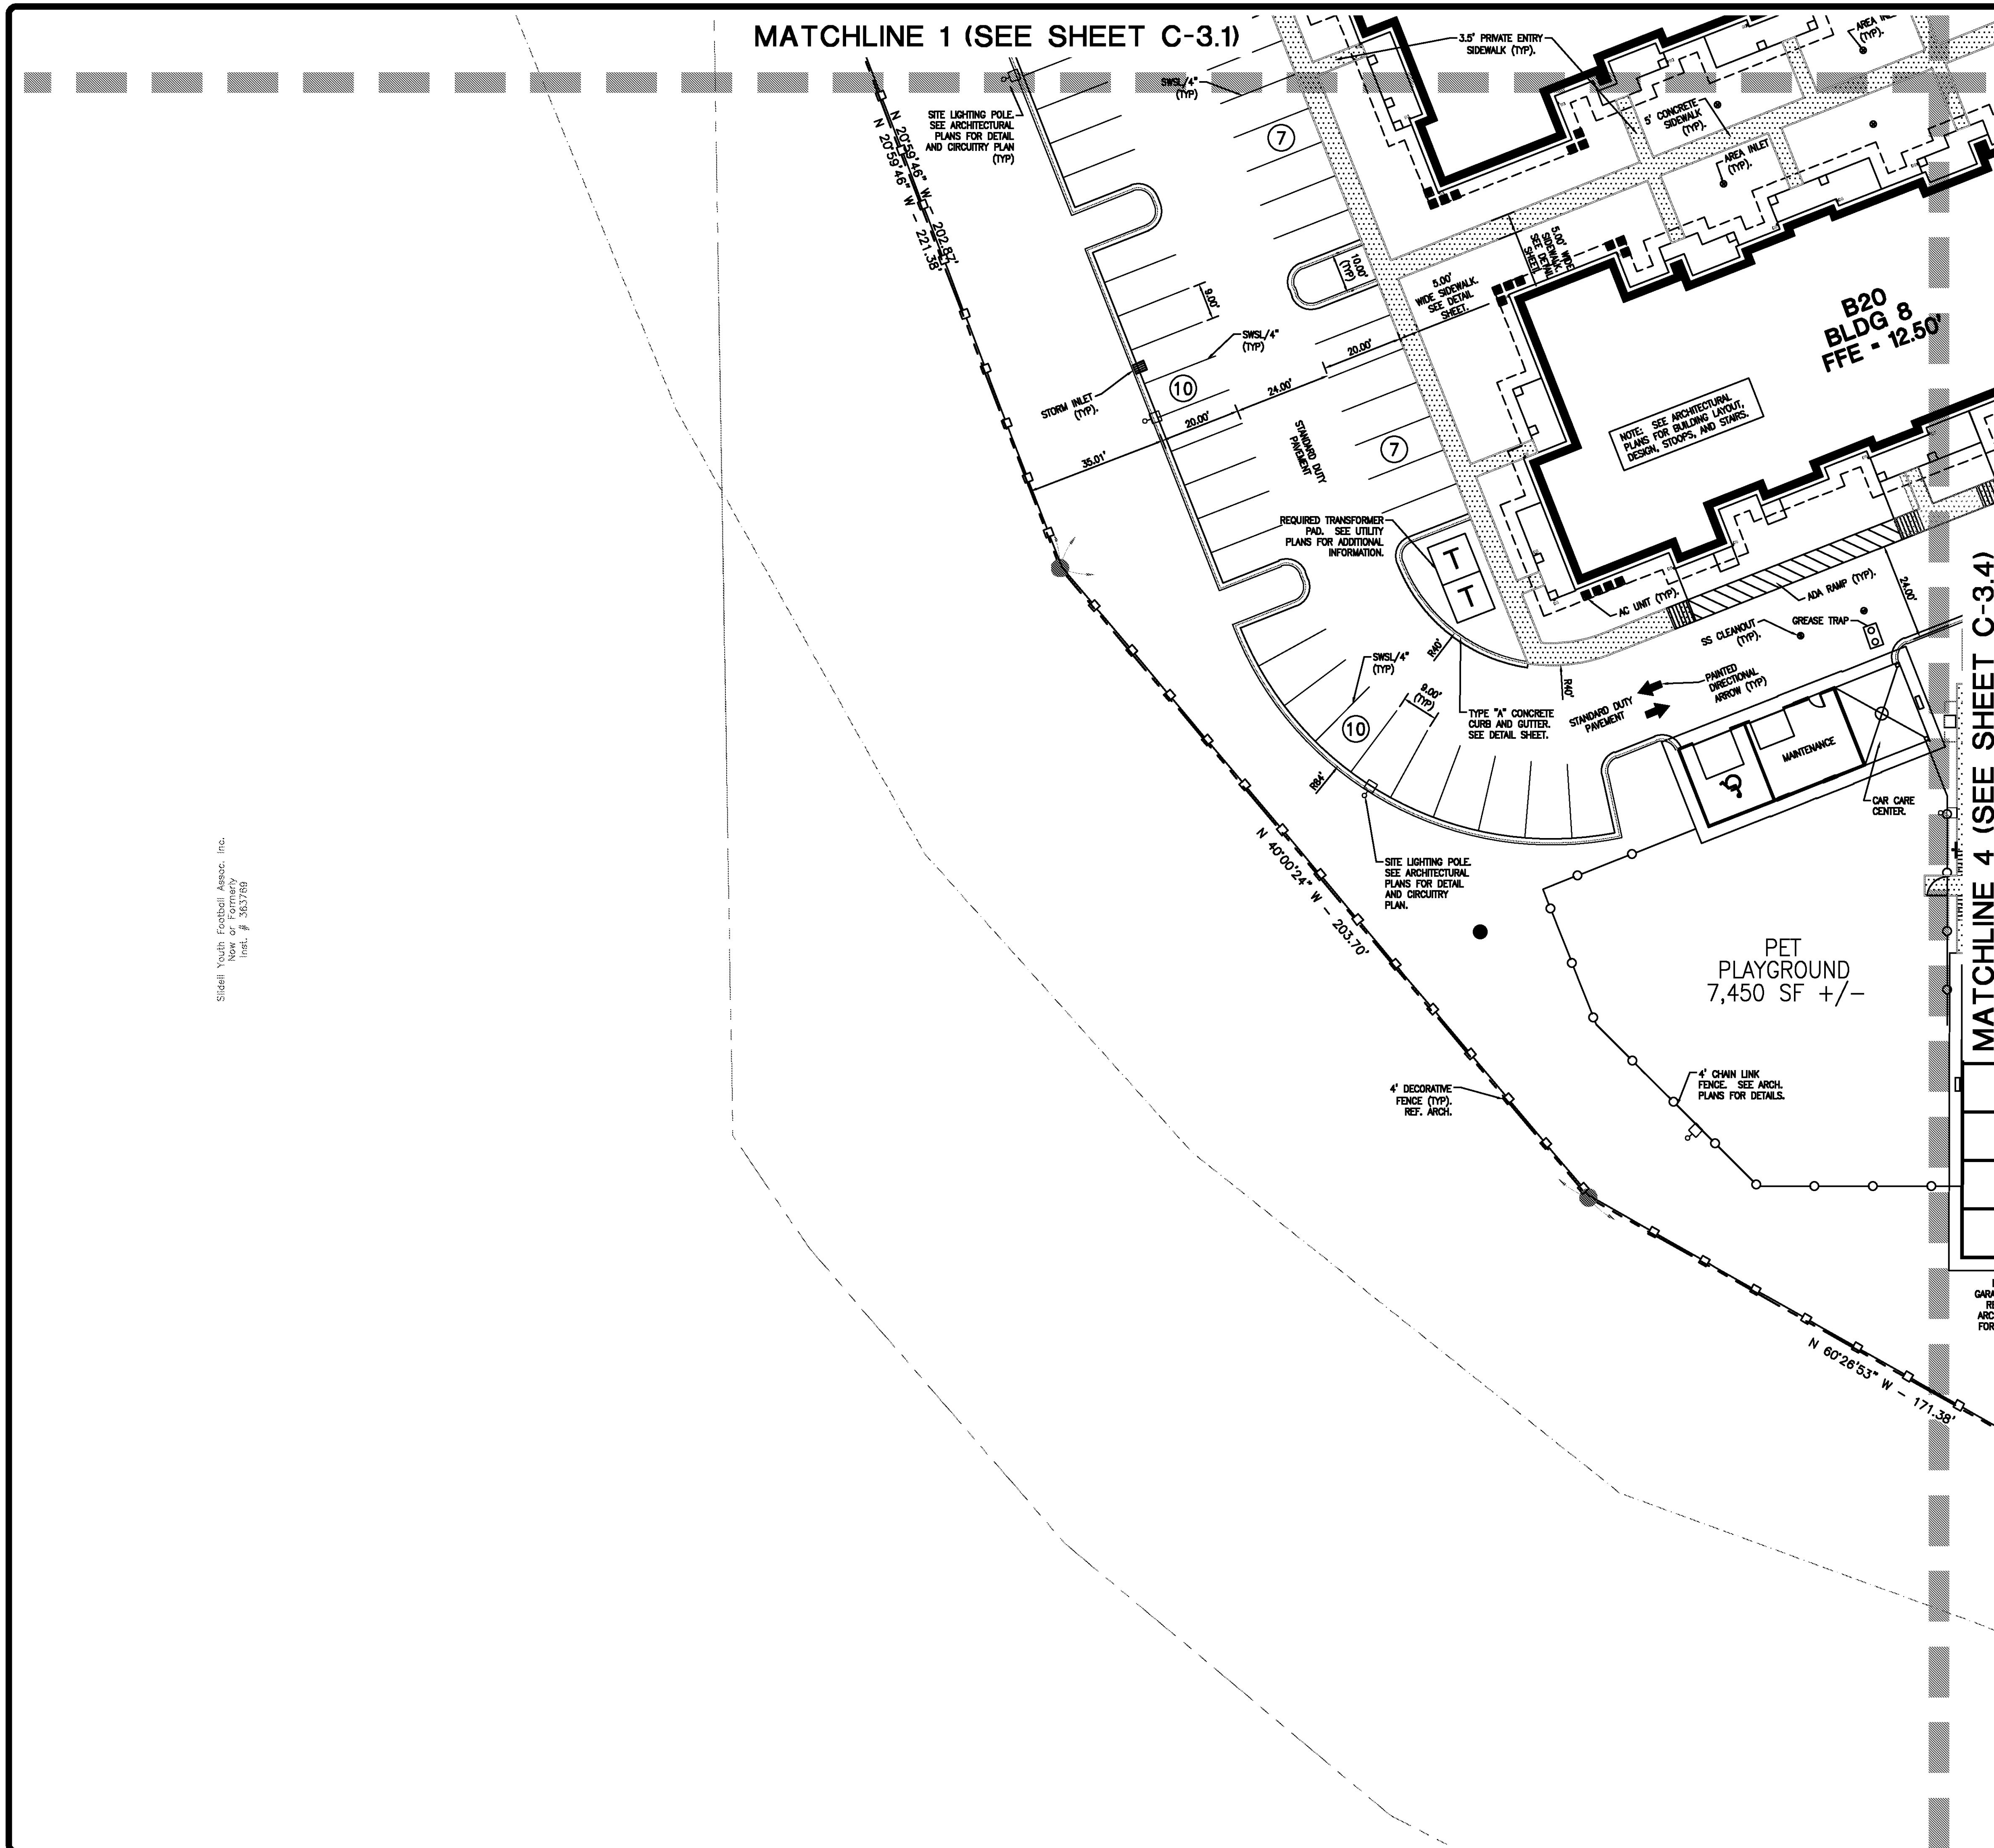 MATCHLINE 1 (SEE SHEET C-3.1)
3.5' PRIVATE ENTRY
SIDEWALK (TYP).
AREA
(TYP).
SWSL/4"
(TYP)
SITE LIGHTING POLE.
SEE ARCHITECTURAL
PLANS FOR DETAIL
AND CIRCUITRY PLAN
(TYP)
7
5' CONCRETE
SIDEWALK
(TYP).
AREA INLET
(TYP).
N 20°59'46" W - 202.87'
N 20°59'46" W - 221.38'
10.00'
(TYP)
5.00' WIDE
SIDEWALK.
SEE DETAIL
SHEET.
5.00'
WIDE SIDEWALK.
SEE DETAIL
SHEET.
9.00'
B20
BLDG 8
FFE = 12.50'
SWSL/4"
(TYP)
20.00'
24.00'
20.00'
35.01'
10
STORM INLET
(TYP).
7
STANDARD DUTY
PAVEMENT
NOTE: SEE ARCHITECTURAL
PLANS FOR BUILDING LAYOUT,
DESIGN, STOOPS, AND STAIRS.
REQUIRED TRANSFORMER
PAD. SEE UTILITY
PLANS FOR ADDITIONAL
INFORMATION.
T
T
AC UNIT (TYP).
ADA RAMP (TYP).
24.00'
SS CLEANOUT
(TYP).
GREASE TRAP
R40'
R40'
SWSL/4"
(TYP)
9.00'
(TYP)
10
TYPE "A" CONCRETE
CURB AND GUTTER.
SEE DETAIL SHEET.
STANDARD DUTY
PAVEMENT
PAINTED
DIRECTIONAL
ARROW (TYP)
MAINTENANCE
CAR CARE
CENTER.
R84'
SITE LIGHTING POLE.
SEE ARCHITECTURAL
PLANS FOR DETAIL
AND CIRCUITRY
PLAN.
N 40°00'24" W - 203.70'
MATCHLINE 4 (SEE SHEET C-3.4)
Slidell Youth Football Assoc. Inc.
Now or Formerly
Inst. # 363769
PET
PLAYGROUND
7,450 SF +/-
4' CHAIN LINK
FENCE. SEE ARCH.
PLANS FOR DETAILS.
4' DECORATIVE
FENCE (TYP).
REF. ARCH.
GARA
RE
ARC
FOR
N 60°26'53" W - 171.38'